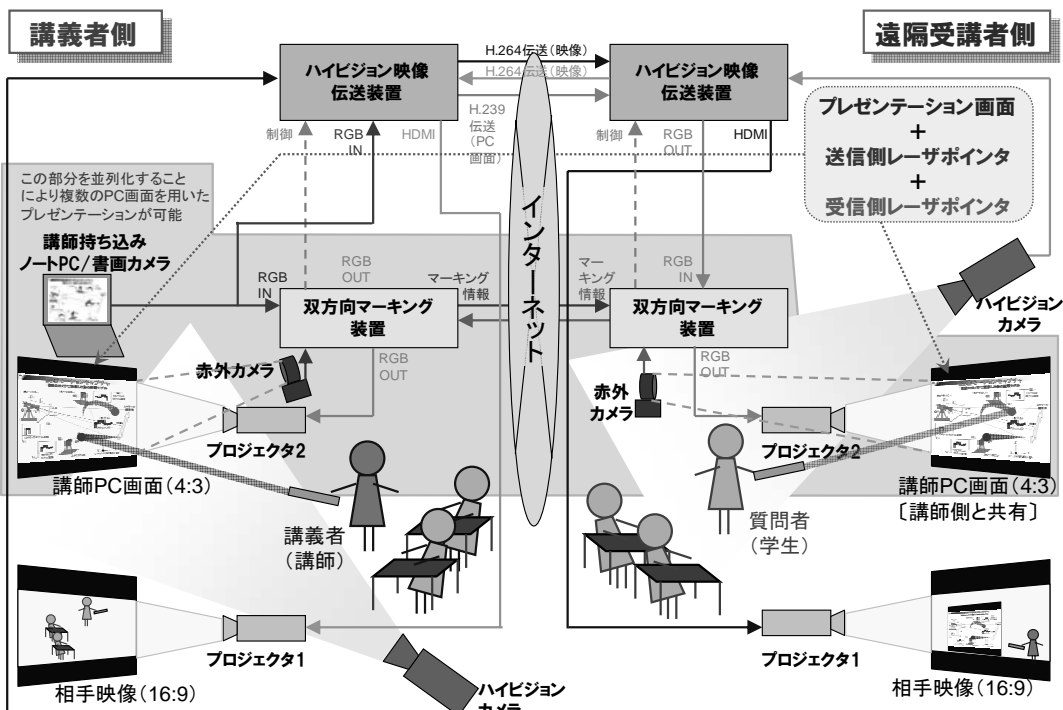 講義者側
遠隔受講者側
ハイビジョン映像
伝送装置
H.264伝送(映像)
H.264伝送(映像)
ハイビジョン映像
伝送装置
制御
RGB
IN
HDMI
H.239
伝送
(PC
画面)
制御
RGB
OUT
HDMI
プレゼンテーション画面
+
送信側レーザポインタ
+
受信側レーザポインタ
この部分を並列化すること
により複数のPC画面を用いた
プレゼンテーションが可能
講師持ち込み
ノートPC/書画カメラ
インターネット
RGB
IN
RGB
OUT
マーキング
情報
マー
キング
情報
RGB
IN
双方向マーキング
装置
双方向マーキング
装置
ハイビジョン
カメラ
赤外カメラ
RGB
OUT
赤外
カメラ
RGB
OUT
プロジェクタ2
プロジェクタ2
講師PC画面(4:3)
講義者
(講師)
質問者
(学生)
講師PC画面(4:3)
〔講師側と共有〕
プロジェクタ1
プロジェクタ1
相手映像(16:9)
ハイビジョン
カメラ
相手映像(16:9)